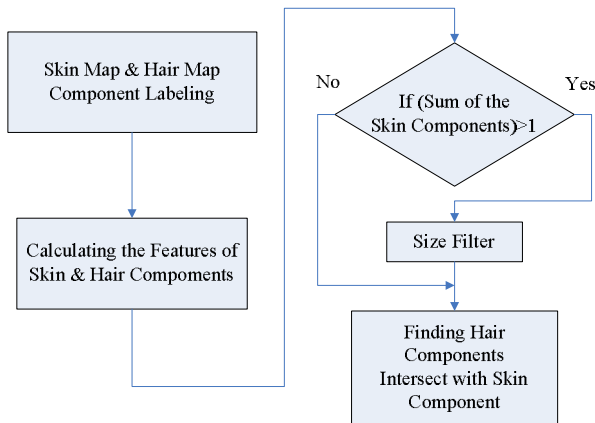 Skin Map & Hair Map
Component Labeling
Calculating the Features of
Skin & Hair Compoments
No
If (Sum of the
Skin Components)>1
Yes
Size Filter
Finding Hair
Components
Intersect with Skin
Component